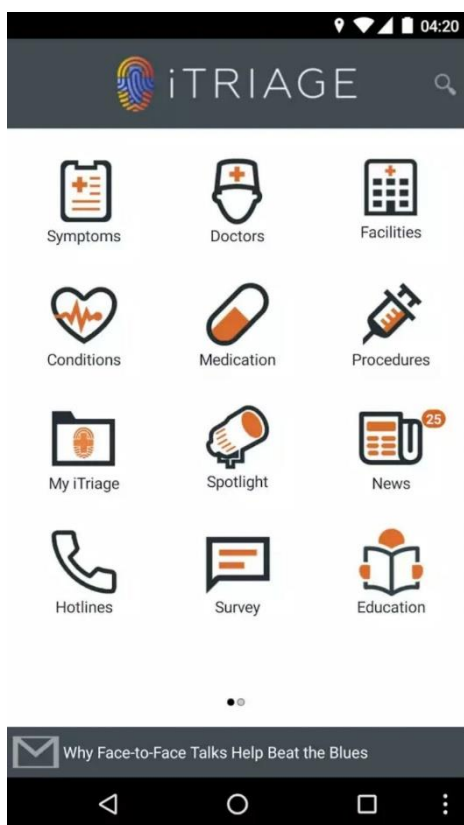 04:20
iTRIAGE
Symptoms
Doctors
Facilities
Conditions
Medication
Procedures
25
My iTriage
Spotlight
News
Hotlines
Survey
Education
Why Face-to-Face Talks Help Beat the Blues